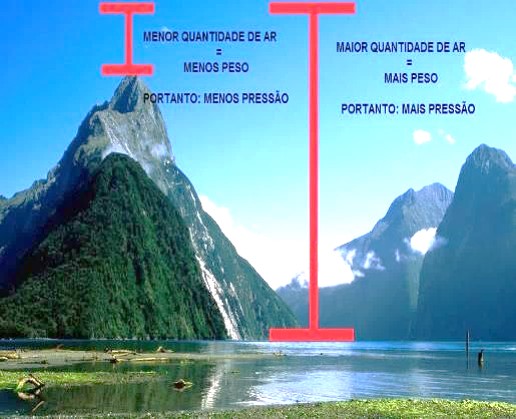 MENOR QUANTIDADE DE AR
=
MENOS PESO
PORTANTO: MENOS PRESSÃO
MAIOR QUANTIDADE DE AR
=
MAIS PESO
PORTANTO: MAIS PRESSÃO